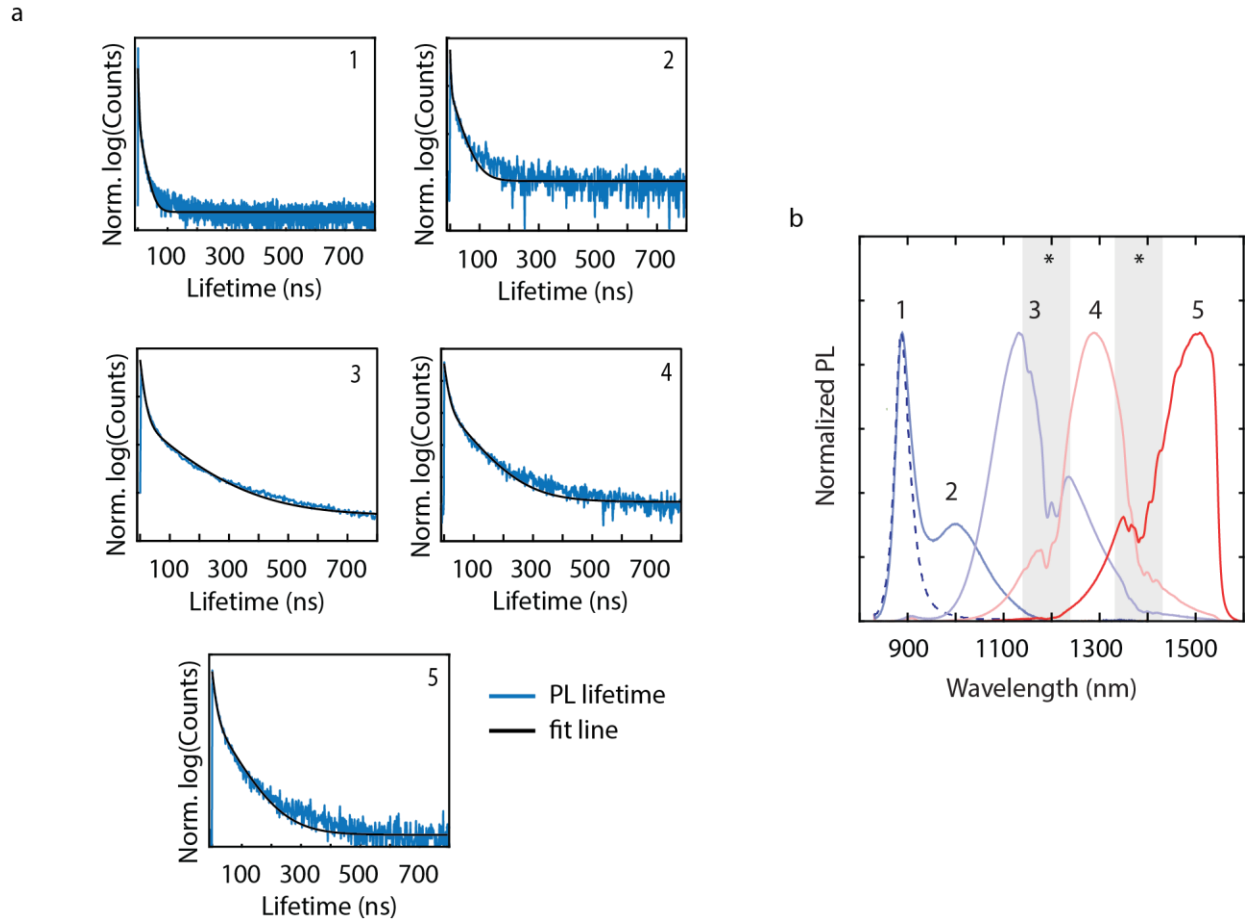 a
1
Norm. log(Counts)
100 300 500 700
Lifetime (ns)
2
Norm. log(Counts)
100 300 500 700
Lifetime (ns)
3
Norm. log(Counts)
100 300 500 700
Lifetime (ns)
4
Norm. log(Counts)
100 300 500 700
Lifetime (ns)
5
Norm. log(Counts)
100 300 500 700
Lifetime (ns)
PL lifetime
fit line
b
* *
1 3 4 5
2
Normalized PL
900 1100 1300 1500
Wavelength (nm)